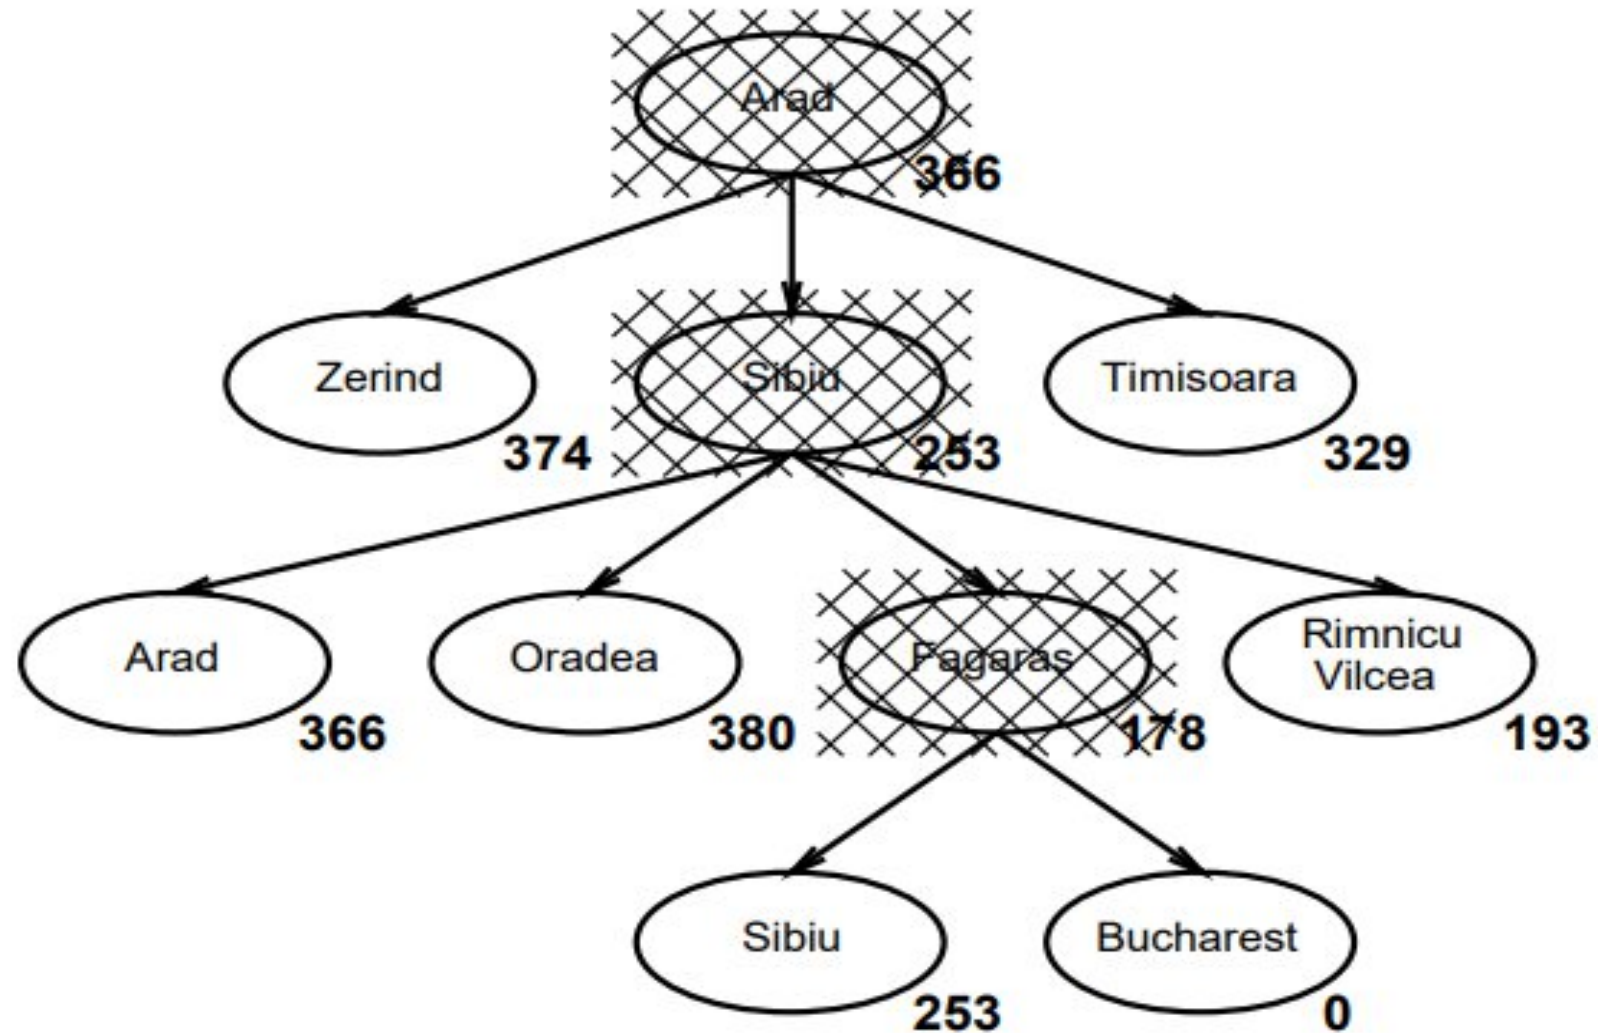 Arad
366
Zerind
374
Sibiu
253
Timisoara
329
Arad
366
Oradea
380
Fagaras
178
Rimnicu
Vilcea
193
Sibiu
253
Bucharest
0